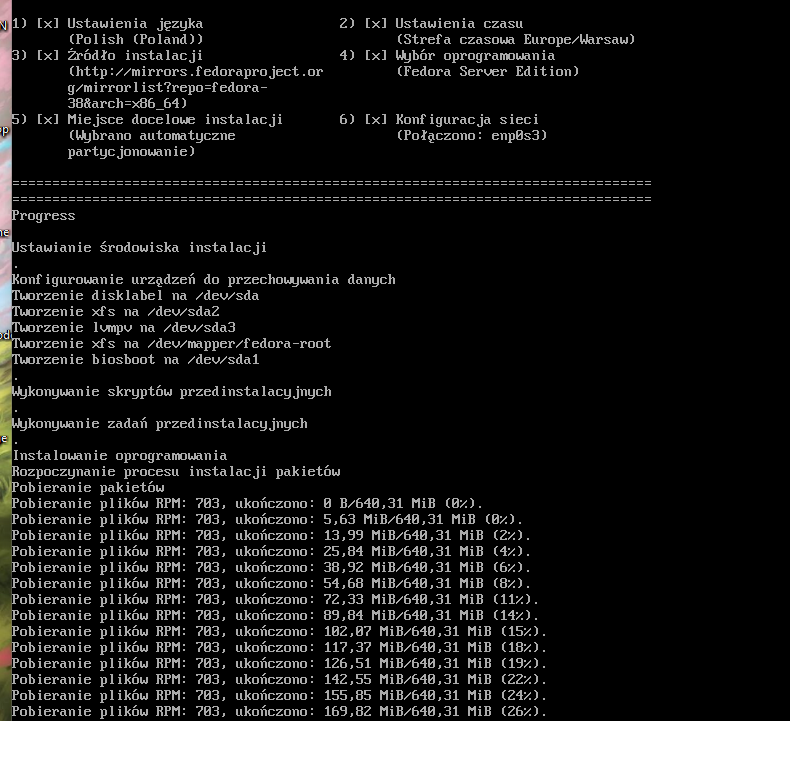 1) [x] Ustawienia języka 2) [x] Ustawienia czasu
(Polish (Poland)) (Strefa czasowa Europe/Warsaw)
3) [x] Źródło instalacji 4) [x] Wybór oprogramowania
(http://mirrors.fedoraproject.or (Fedora Server Edition)
g/mirrorlist?repo=fedora-
38&arch=x86_64)
5) [x] Miejsce docelowe instalacji 6) [x] Konfiguracja sieci
(Wybrano automatyczne (Połączono: enp0s3)
partycjonowanie)
================================================================================
================================================================================
Progress
Ustawianie środowiska instalacji
.
Konfigurowanie urządzeń do przechowywania danych
Tworzenie disklabel na /dev/sda
Tworzenie xfs na /dev/sda2
Tworzenie lvmpv na /dev/sda3
Tworzenie xfs na /dev/mapper/fedora-root
Tworzenie biosboot na /dev/sda1
.
Wykonywanie skryptów przedinstalacyjnych
.
Wykonywanie zadań przedinstalacyjnych
.
Instalowanie oprogramowania
Rozpoczynanie procesu instalacji pakietów
Pobieranie pakietów
Pobieranie plików RPM: 703, ukończono: 0 B/640,31 MiB (0%).
Pobieranie plików RPM: 703, ukończono: 5,63 MiB/640,31 MiB (0%).
Pobieranie plików RPM: 703, ukończono: 13,99 MiB/640,31 MiB (2%).
Pobieranie plików RPM: 703, ukończono: 25,84 MiB/640,31 MiB (4%).
Pobieranie plików RPM: 703, ukończono: 38,92 MiB/640,31 MiB (6%).
Pobieranie plików RPM: 703, ukończono: 54,68 MiB/640,31 MiB (8%).
Pobieranie plików RPM: 703, ukończono: 72,33 MiB/640,31 MiB (11%).
Pobieranie plików RPM: 703, ukończono: 89,84 MiB/640,31 MiB (14%).
Pobieranie plików RPM: 703, ukończono: 102,07 MiB/640,31 MiB (15%).
Pobieranie plików RPM: 703, ukończono: 117,37 MiB/640,31 MiB (18%).
Pobieranie plików RPM: 703, ukończono: 126,51 MiB/640,31 MiB (19%).
Pobieranie plików RPM: 703, ukończono: 142,55 MiB/640,31 MiB (22%).
Pobieranie plików RPM: 703, ukończono: 155,85 MiB/640,31 MiB (24%).
Pobieranie plików RPM: 703, ukończono: 169,82 MiB/640,31 MiB (26%).